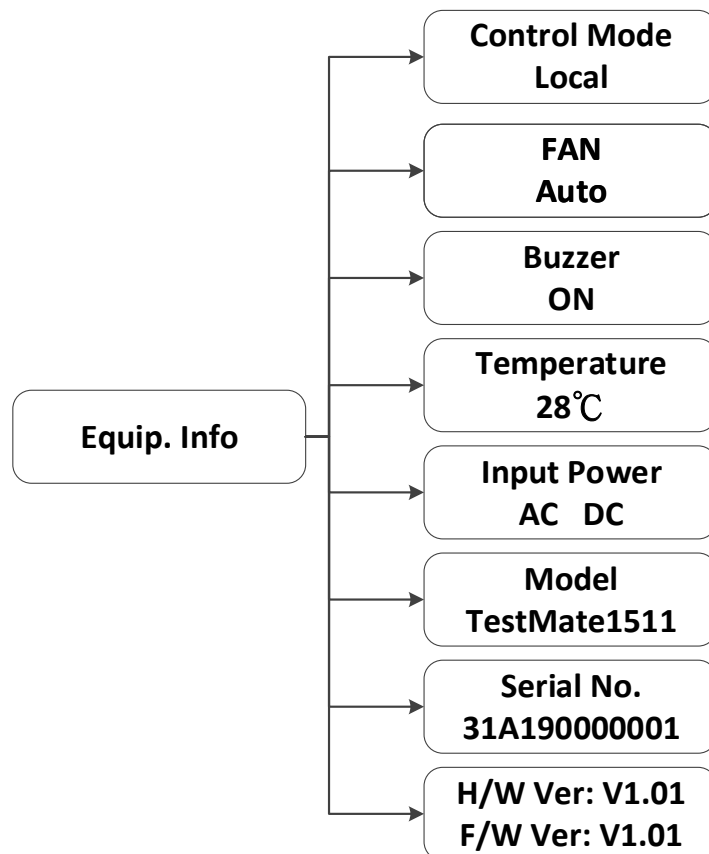 Control Mode
Local
FAN
Auto
Buzzer
ON
Temperature
28℃
Equip. Info
Input Power
AC DC
Model
TestMate1511
Serial No.
31A190000001
H/W Ver: V1.01
F/W Ver: V1.01